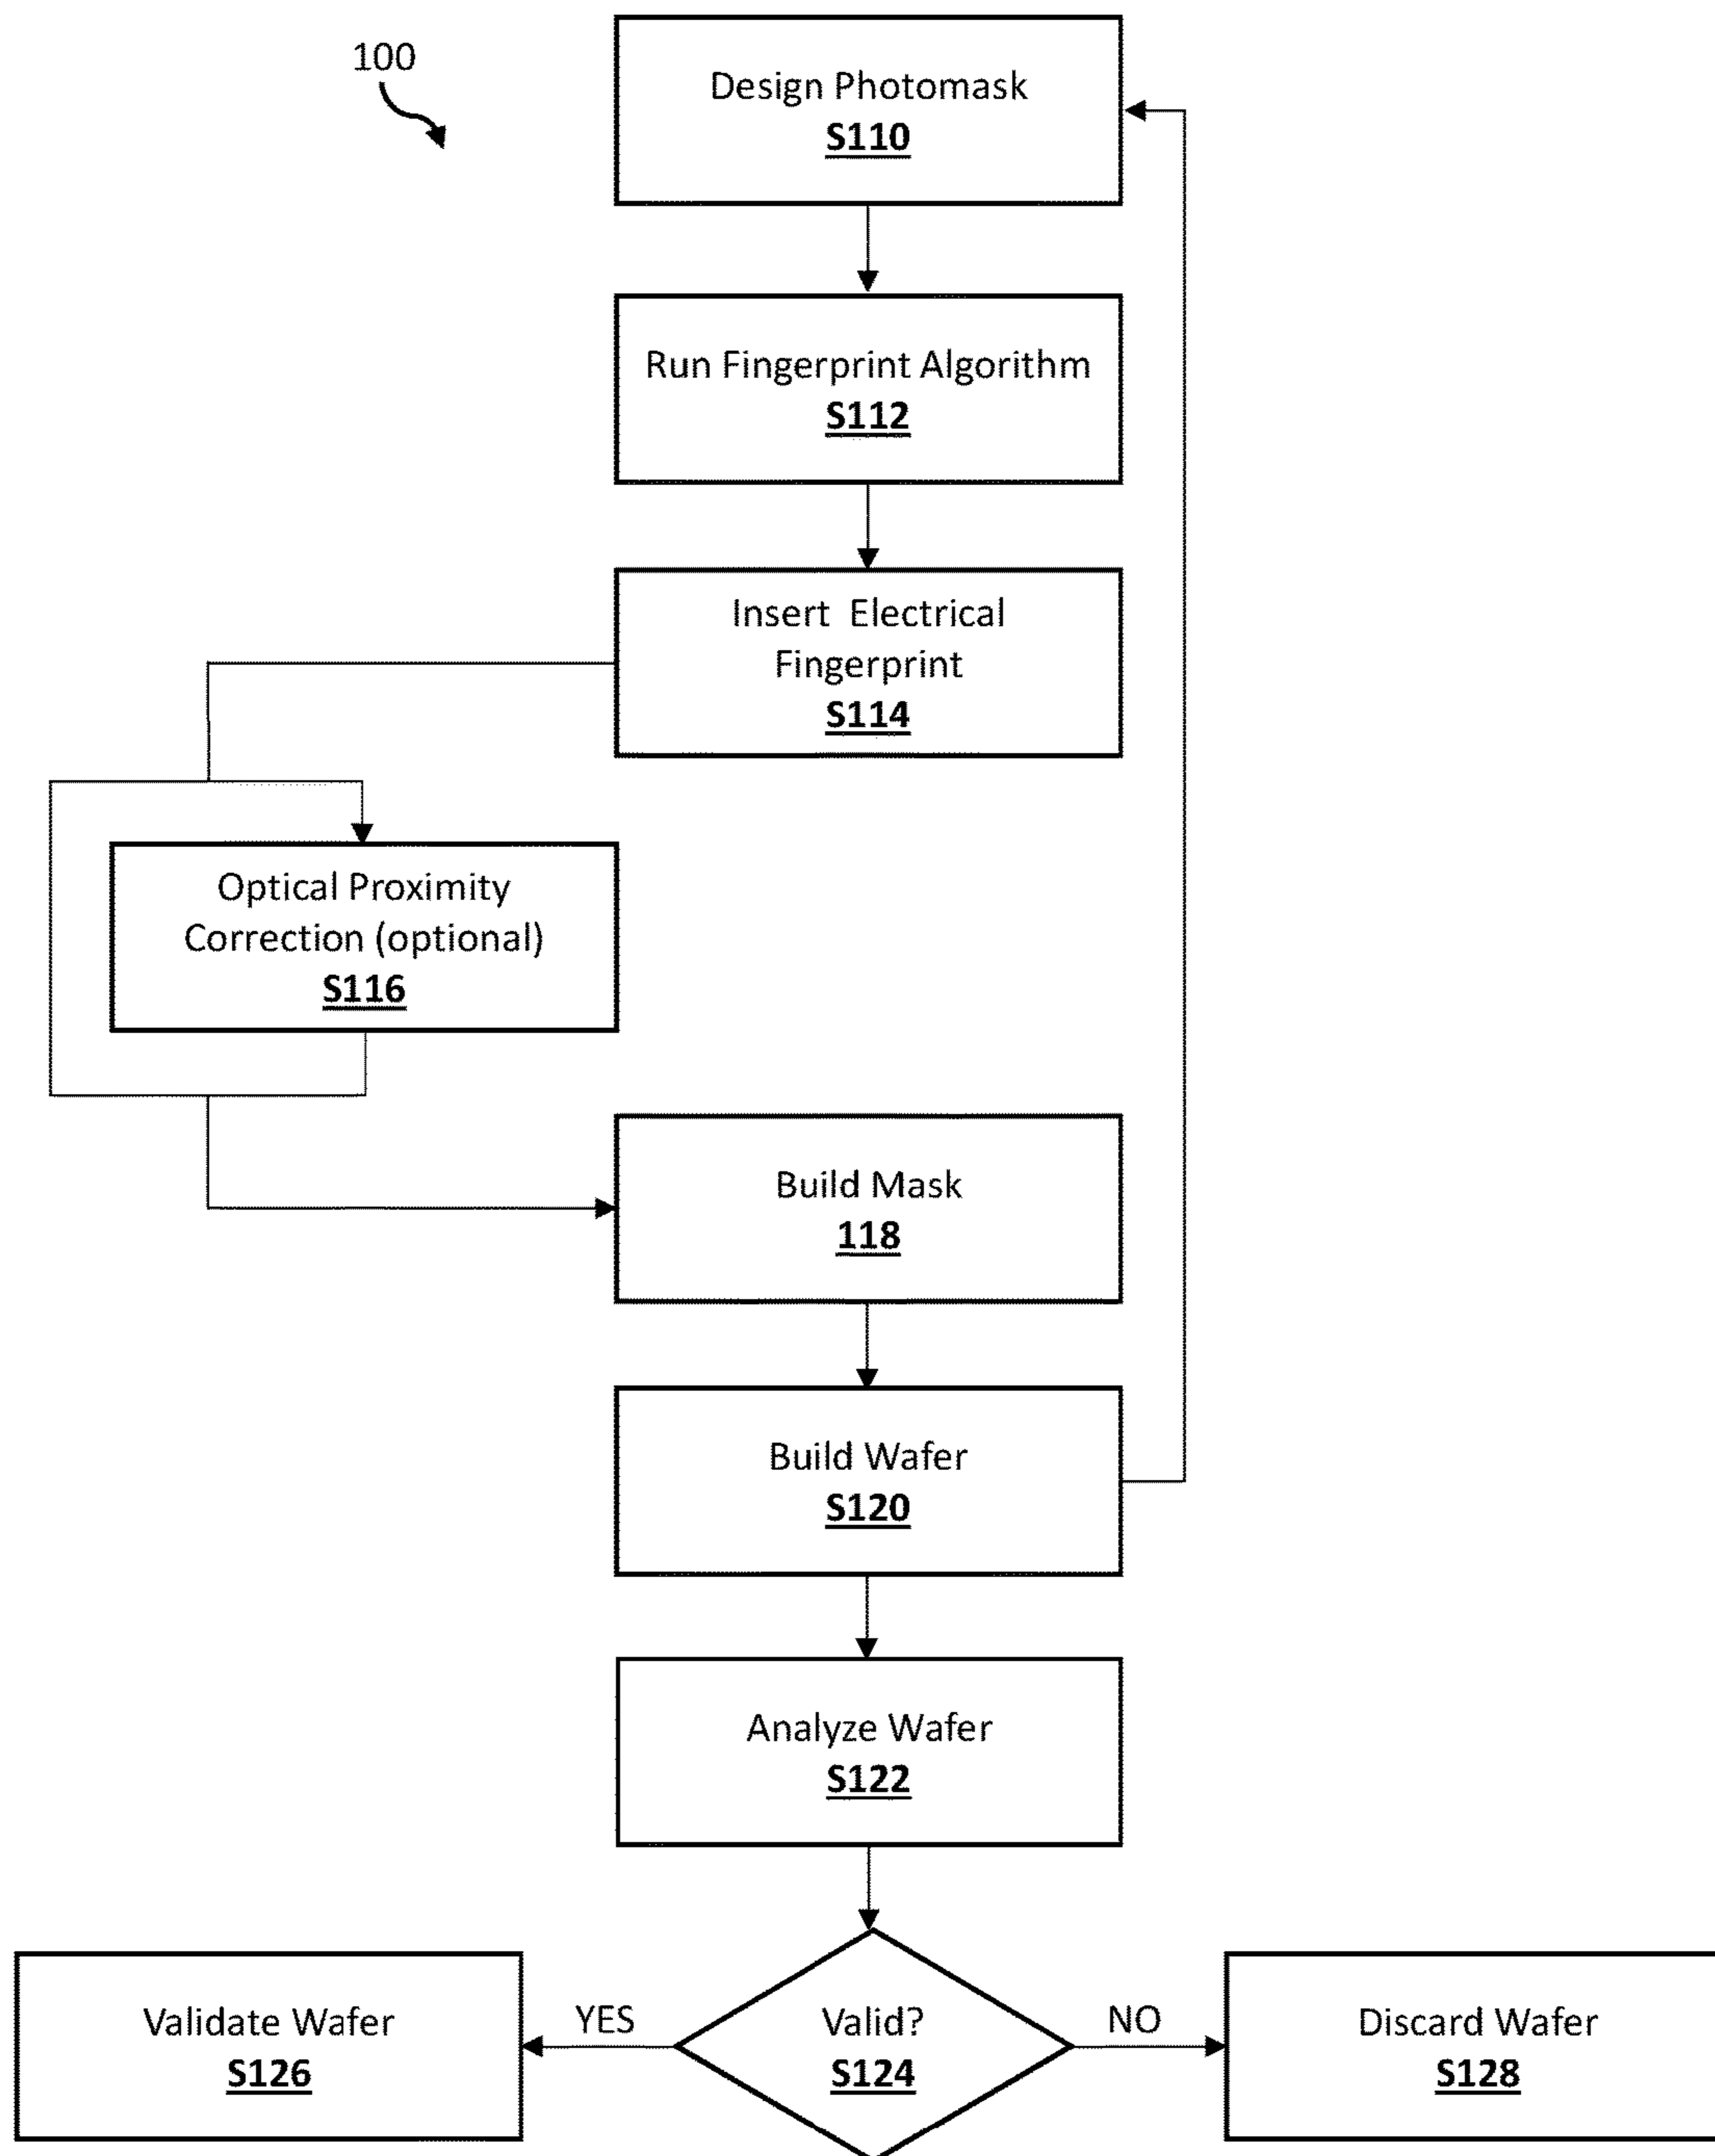 100
Design Photomask
S110
Run Fingerprint Algorithm
S112
Insert Electrical
Fingerprint
S114
Optical Proximity
Correction (optional)
S116
Build Mask
118
Build Wafer
S120
Analyze Wafer
S122
Validate Wafer
S126
YES
Valid?
S124
NO
Discard Wafer
S128